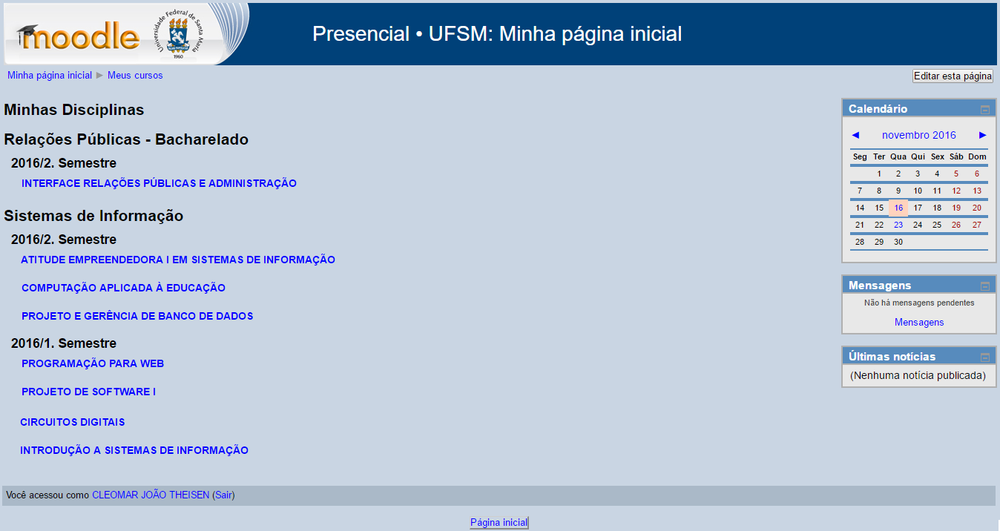 moodle
Universidade Federal de Santa Maria
1960
Presencial • UFSM: Minha página inicial
Minha página inicial ► Meus cursos
Editar esta página
Minhas Disciplinas
Relações Públicas - Bacharelado
2016/2. Semestre
INTERFACE RELAÇÕES PÚBLICAS E ADMINISTRAÇÃO
Sistemas de Informação
2016/2. Semestre
ATITUDE EMPREENDEDORA I EM SISTEMAS DE INFORMAÇÃO
COMPUTAÇÃO APLICADA À EDUCAÇÃO
PROJETO E GERÊNCIA DE BANCO DE DADOS
2016/1. Semestre
PROGRAMAÇÃO PARA WEB
PROJETO DE SOFTWARE I
CIRCUITOS DIGITAIS
INTRODUÇÃO A SISTEMAS DE INFORMAÇÃO
Calendário
◄ novembro 2016 ►
Seg Ter Qua Qui Sex Sáb Dom
1 2 3 4 5 6
7 8 9 10 11 12 13
14 15 16 17 18 19 20
21 22 23 24 25 26 27
28 29 30
Mensagens
Não há mensagens pendentes
Mensagens
Últimas notícias
(Nenhuma notícia publicada)
Você acessou como CLEOMAR JOÃO THEISEN (Sair)
Página inicial